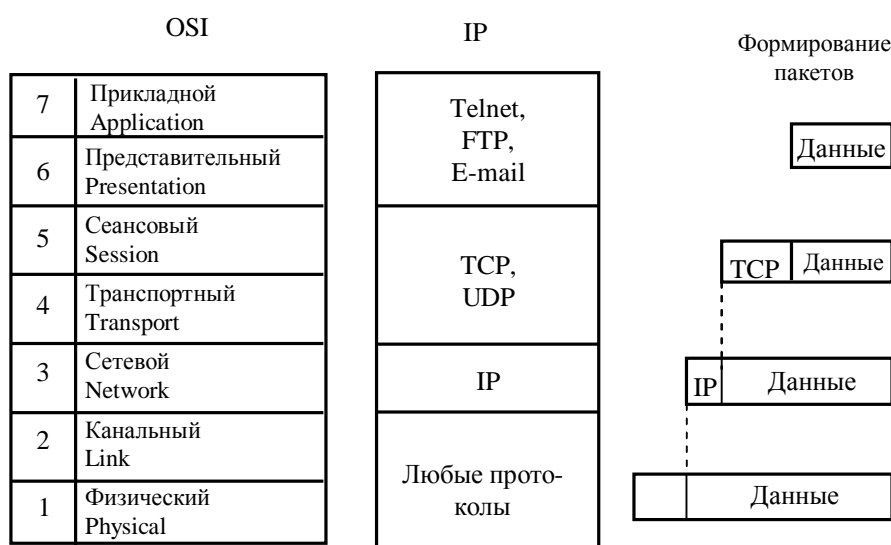 OSI
IP
Формирование
пакетов
7
Прикладной
Application
6
Представительный
Presentation
5
Сеансовый
Session
4
Транспортный
Transport
3
Сетевой
Network
2
Канальный
Link
1
Физический
Physical
Telnet,
FTP,
E-mail
TCP,
UDP
IP
Любые прото-
колы
Данные
TCP Данные
IP Данные
Данные